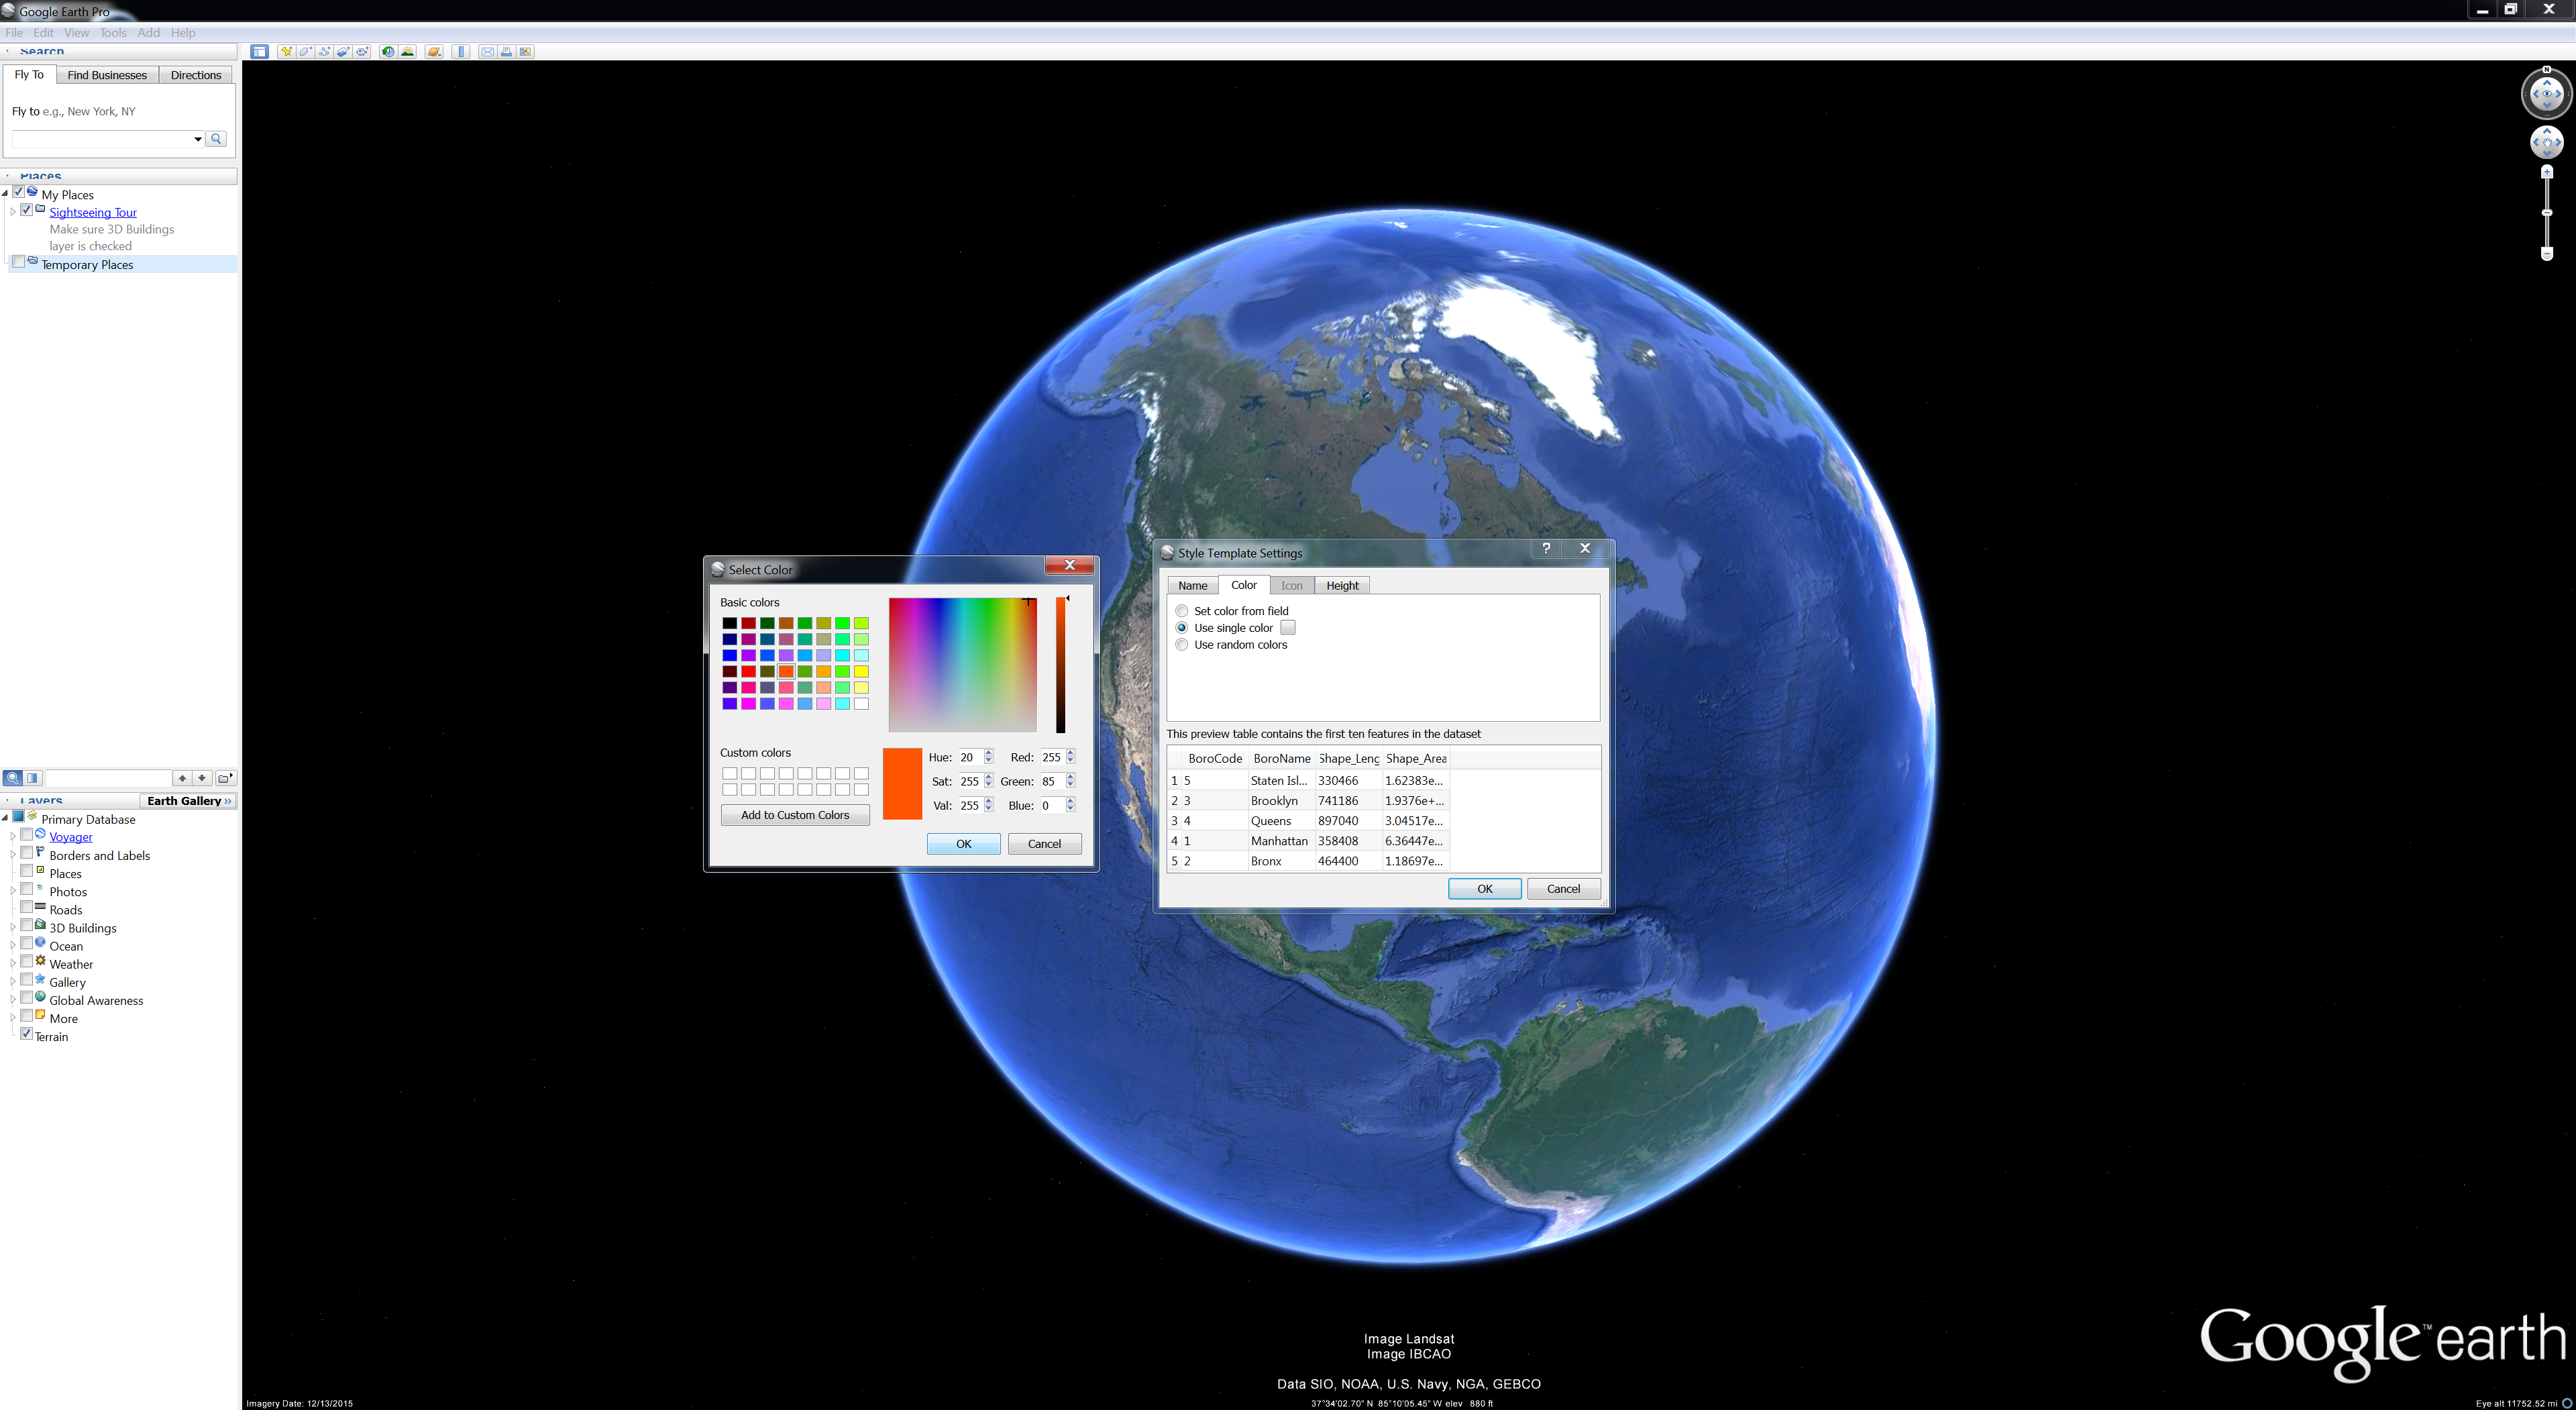 Google Earth Pro
File Edit View Tools Add Help
Search
Fly To Find Businesses Directions
Fly to e.g., New York, NY
Places
My Places
Sightseeing Tour
Make sure 3D Buildings
layer is checked
Temporary Places
Layers
Earth Gallery »
Primary Database
Voyager
Borders and Labels
Places
Photos
Roads
3D Buildings
Ocean
Weather
Gallery
Global Awareness
More
Terrain
Select Color
Basic colors
Custom colors
Hue: 20 Red: 255
Sat: 255 Green: 85
Val: 255 Blue: 0
Add to Custom Colors
OK Cancel
Style Template Settings
Name Color Icon Height
Set color from field
Use single color
Use random colors
This preview table contains the first ten features in the dataset
BoroCode BoroName Shape_Leng Shape_Area
1 5 Staten Isl... 330466 1.62383e...
2 3 Brooklyn 741186 1.9376e+...
3 4 Queens 897040 3.04517e...
4 1 Manhattan 358408 6.36447e...
5 2 Bronx 464400 1.18697e...
OK Cancel
N
Image Landsat
Image IBCAO
Data SIO, NOAA, U.S. Navy, NGA, GEBCO
Google™ earth
Imagery Date: 12/13/2015
37°34'02.70" N 85°10'05.45" W elev 880 ft
Eye alt 11752.52 mi